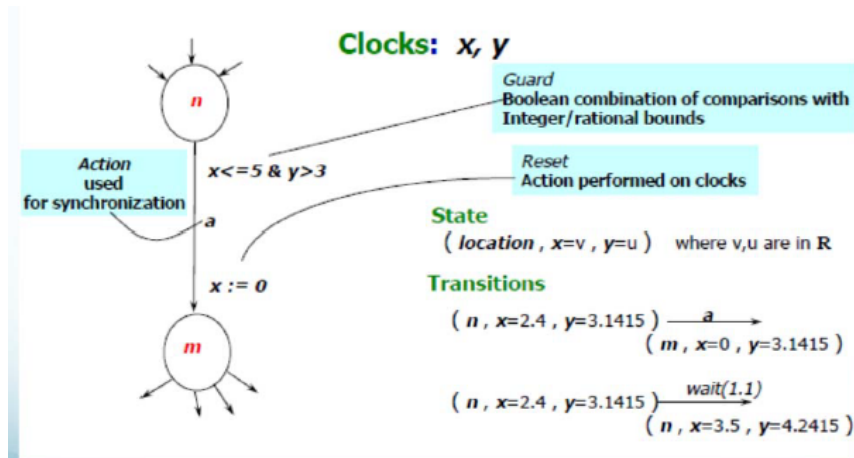 Clocks: x, y
n
Guard
Boolean combination of comparisons with
Integer/rational bounds
Action
used
for synchronization
x<=5 & y>3
Reset
Action performed on clocks
a
State
( location , x=v , y=u ) where v,u are in R
x := 0
Transitions
( n , x=2.4 , y=3.1415 ) a
( m , x=0 , y=3.1415 )
m
( n , x=2.4 , y=3.1415 ) wait(1.1)
( n , x=3.5 , y=4.2415 )